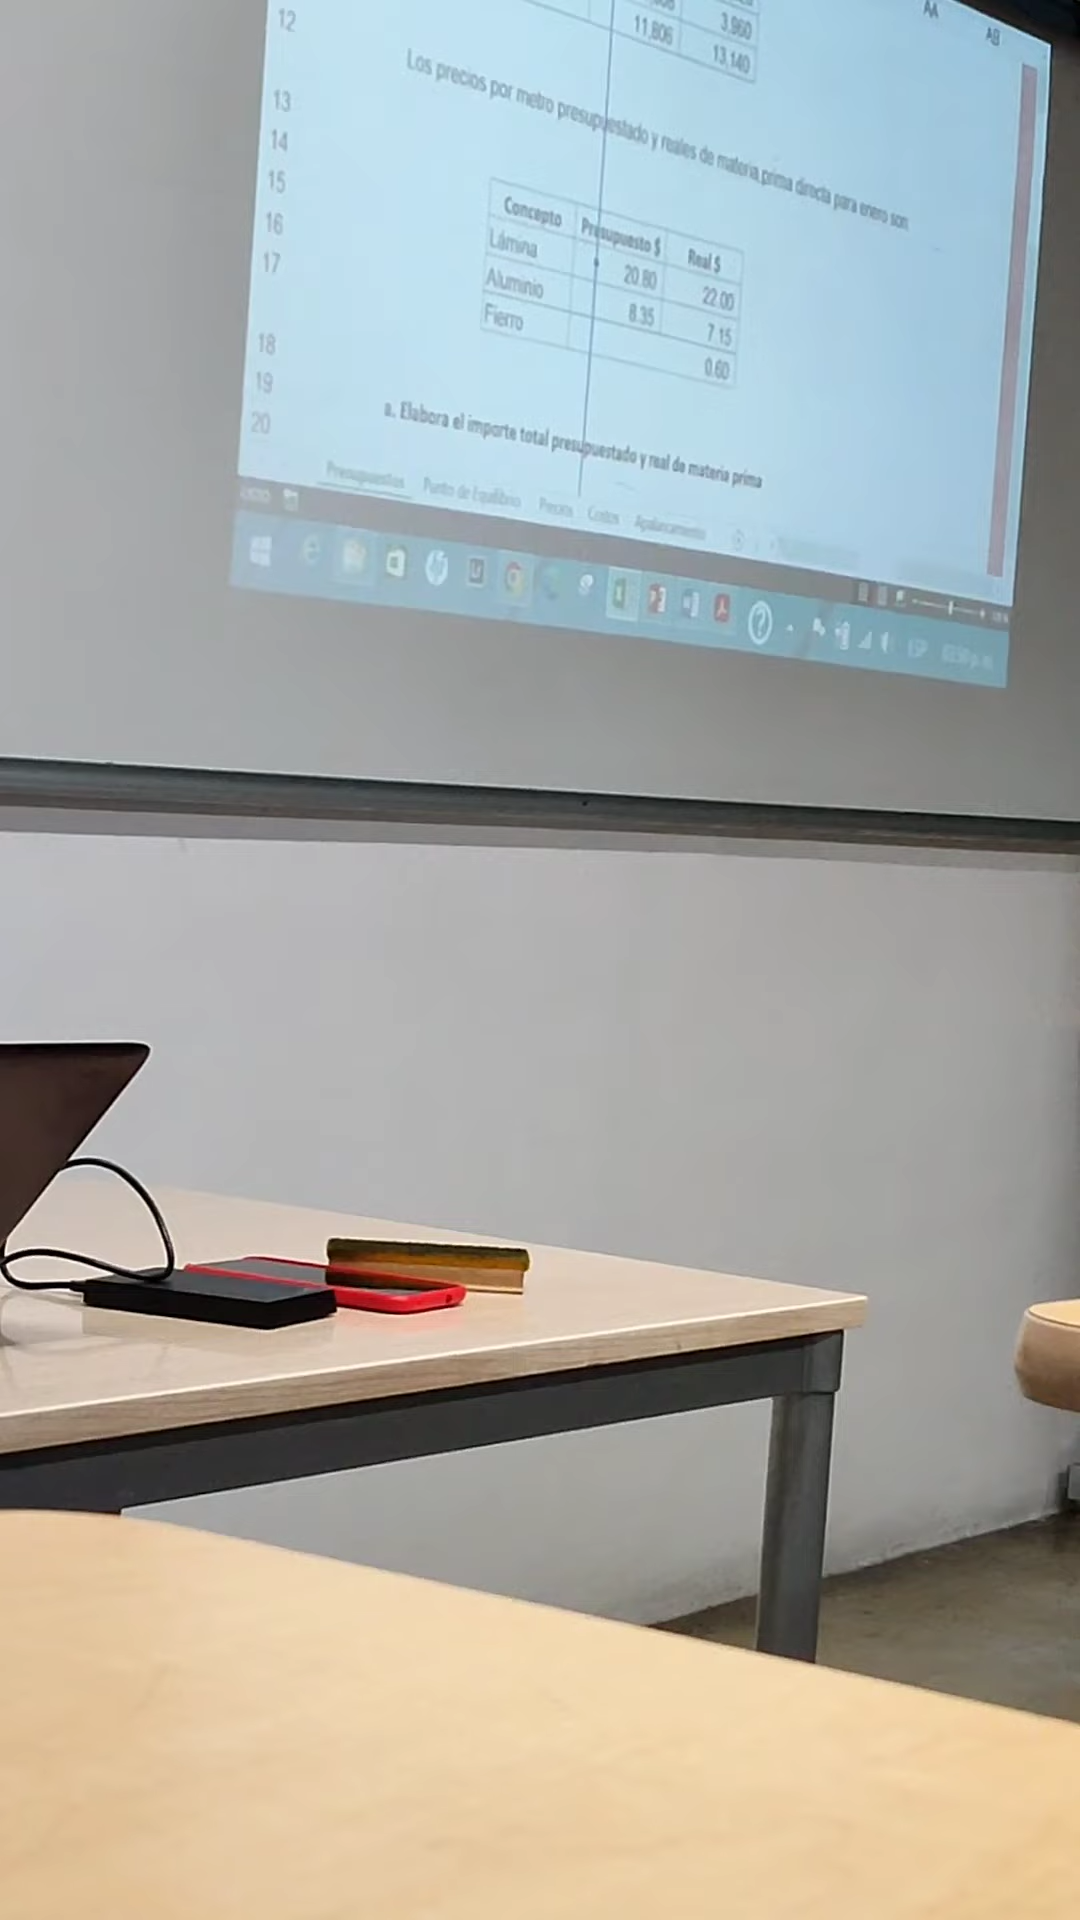 AA
AB
12
3,960
11,806
13,140
Los precios por metro presupuestado y reales de materia prima directa para enero son:
13
14
15
16
17
Concepto Presupuesto $ Real $
Lámina 20.80 22.00
Aluminio 8.35 7.15
Fierro 0.60
18
19
20
a. Elabora el importe total presupuestado y real de materia prima
Presupuestos Punto de Equilibrio Precios Costos Apalancamiento
ESP